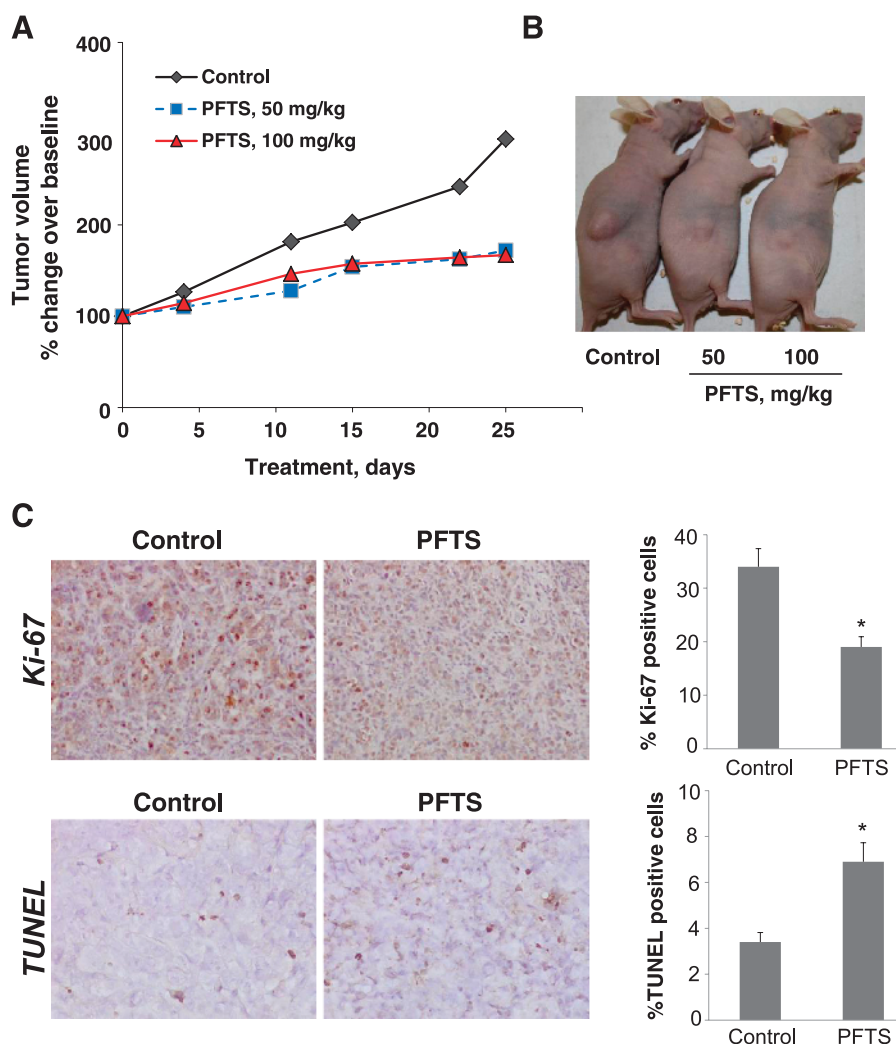 A
Tumor volume
% change over baseline
400
300
200
100
0
Control
PFTS, 50 mg/kg
PFTS, 100 mg/kg
0 5 10 15 20 25
Treatment, days
B
Control 50 100
PFTS, mg/kg
C
Control PFTS
Ki-67
% Ki-67 positive cells
40
30
20
10
0
*
Control PFTS
Control PFTS
TUNEL
%TUNEL positive cells
10
8
6
4
2
0
*
Control PFTS